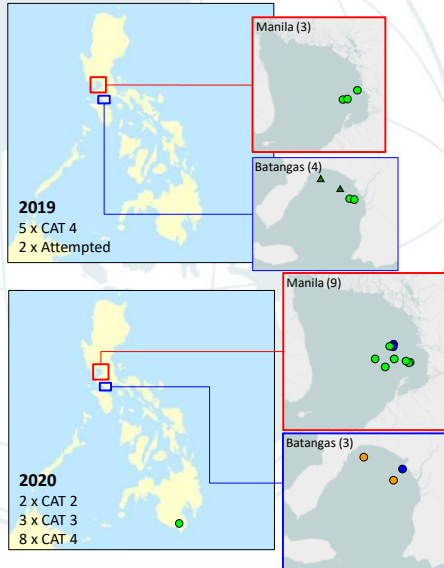 Manila (3)
Batangas (4)
2019
5 x CAT 4
2 x Attempted
Manila (9)
Batangas (3)
2020
2 x CAT 2
3 x CAT 3
8 x CAT 4